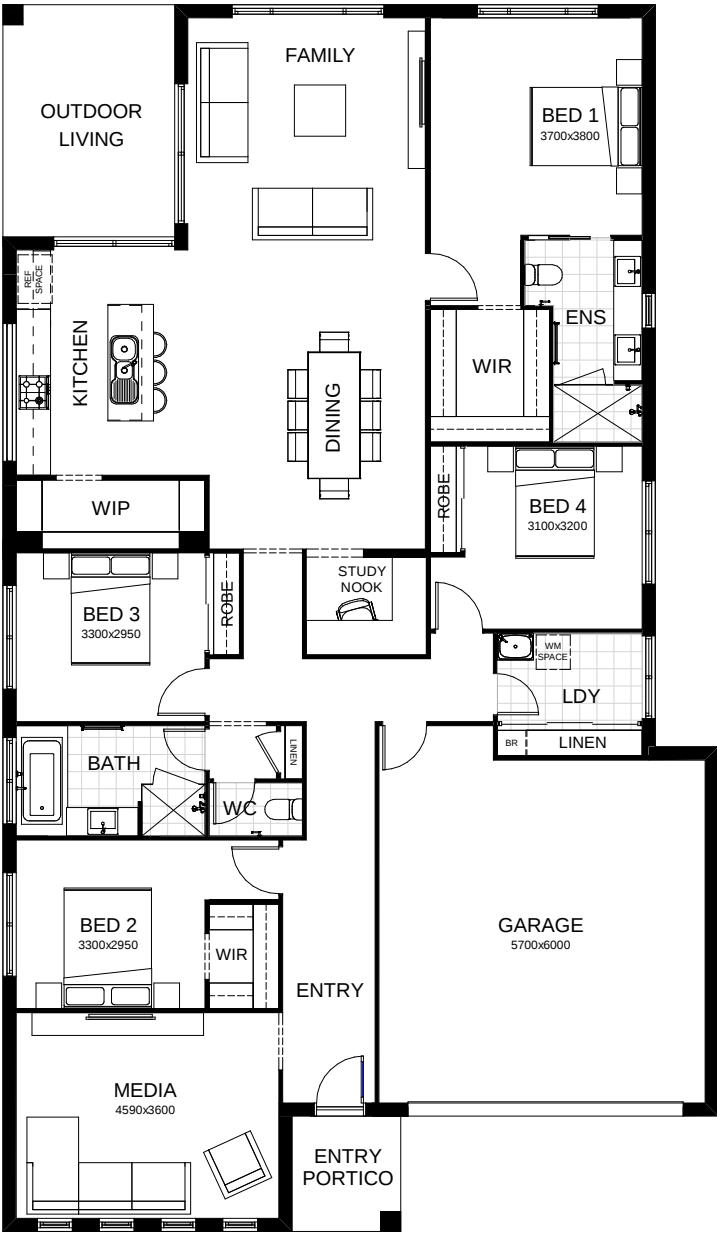 FAMILY
OUTDOOR
LIVING
BED 1
3700x3800
REF
SPACE
KITCHEN
ENS
WIR
DINING
WIP
ROBE
BED 4
3100x3200
STUDY
NOOK
BED 3
3300x2950
ROBE
WM
SPACE
LDY
BR
LINEN
BATH
LINEN
WC
BED 2
3300x2950
WIR
GARAGE
5700x6000
ENTRY
MEDIA
4590x3600
ENTRY
PORTICO